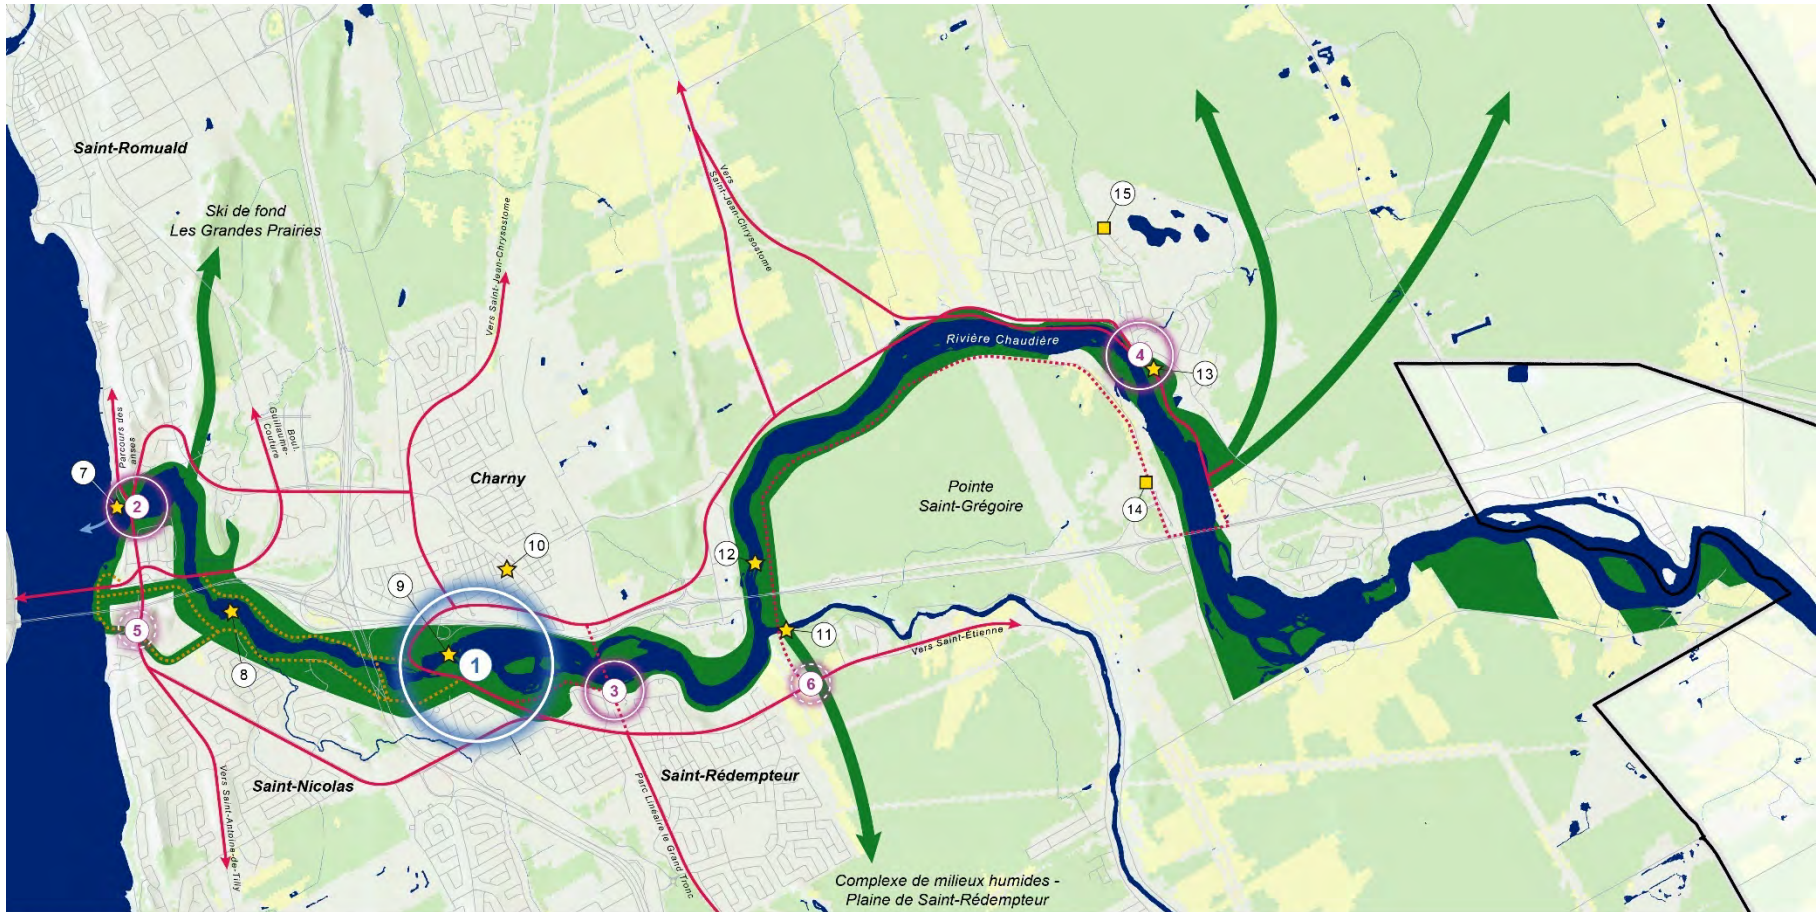 Saint-Romuald
Ski de fond
Les Grandes Prairies
Vers Saint-Jean-Chrysostome
Vers
Saint-Jean-Chrysostome
15
Rivière Chaudière
4
13
Parcours des
anses
Boul.
Guillaume-
Couture
7
2
Charny
Pointe
Saint-Grégoire
14
10
12
9
5
8
1
3
11
6
Vers Saint-Étienne
Saint-Nicolas
Saint-Rédempteur
Vers Saint-Antoine-de-Tilly
Parc Linéaire le Grand Tronc
Complexe de milieux humides -
Plaine de Saint-Rédempteur